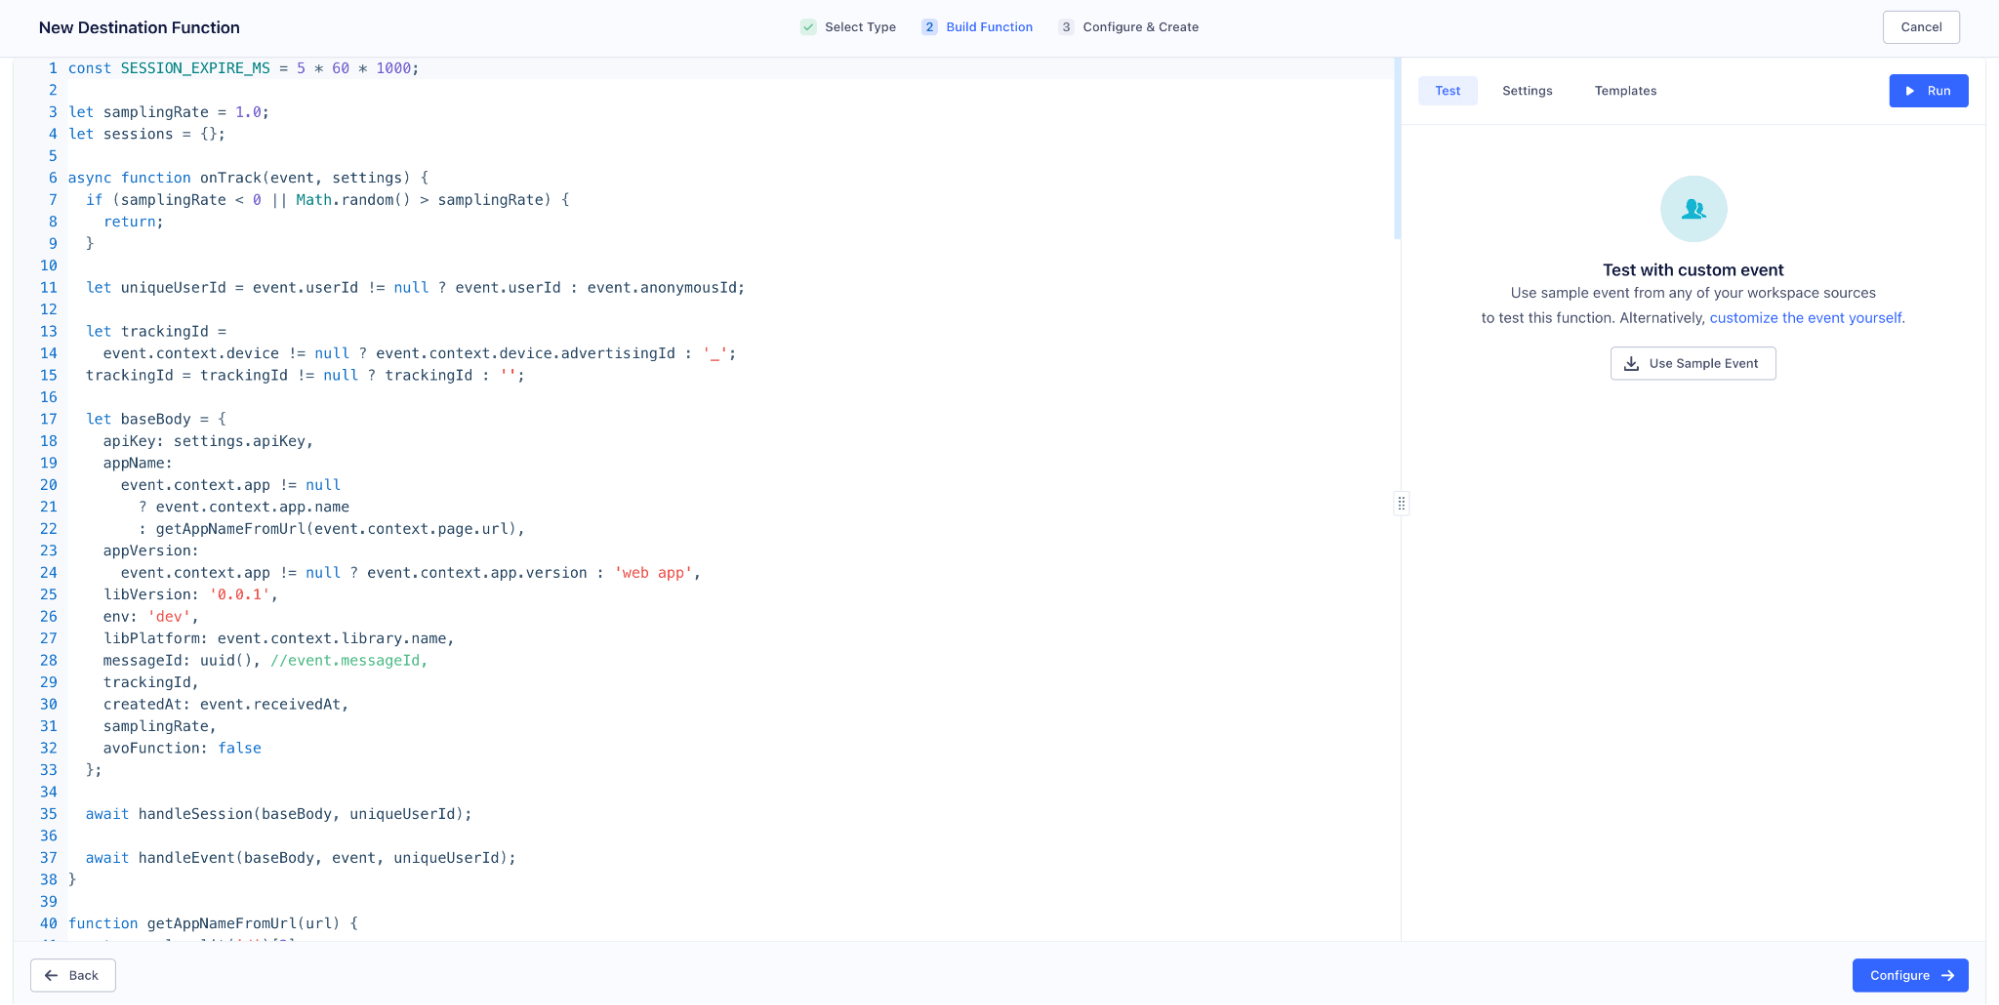 New Destination Function
Select Type
2 Build Function
3 Configure & Create
Cancel
1 const SESSION_EXPIRE_MS = 5 * 60 * 1000;
2
3 let samplingRate = 1.0;
4 let sessions = {};
5
6 async function onTrack(event, settings) {
7   if (samplingRate < 0 || Math.random() > samplingRate) {
8     return;
9   }
10
11   let uniqueUserId = event.userId != null ? event.userId : event.anonymousId;
12
13   let trackingId =
14     event.context.device != null ? event.context.device.advertisingId : '_';
15   trackingId = trackingId != null ? trackingId : '';
16
17   let baseBody = {
18     apiKey: settings.apiKey,
19     appName:
20       event.context.app != null
21         ? event.context.app.name
22         : getAppNameFromUrl(event.context.page.url),
23     appVersion:
24       event.context.app != null ? event.context.app.version : 'web app',
25     libVersion: '0.0.1',
26     env: 'dev',
27     libPlatform: event.context.library.name,
28     messageId: uuid(), //event.messageId,
29     trackingId,
30     createdAt: event.receivedAt,
31     samplingRate,
32     avoFunction: false
33   };
34
35   await handleSession(baseBody, uniqueUserId);
36
37   await handleEvent(baseBody, event, uniqueUserId);
38 }
39
40 function getAppNameFromUrl(url) {
Test
Settings
Templates
Run
Test with custom event
Use sample event from any of your workspace sources
to test this function. Alternatively, customize the event yourself.
Use Sample Event
Back
Configure